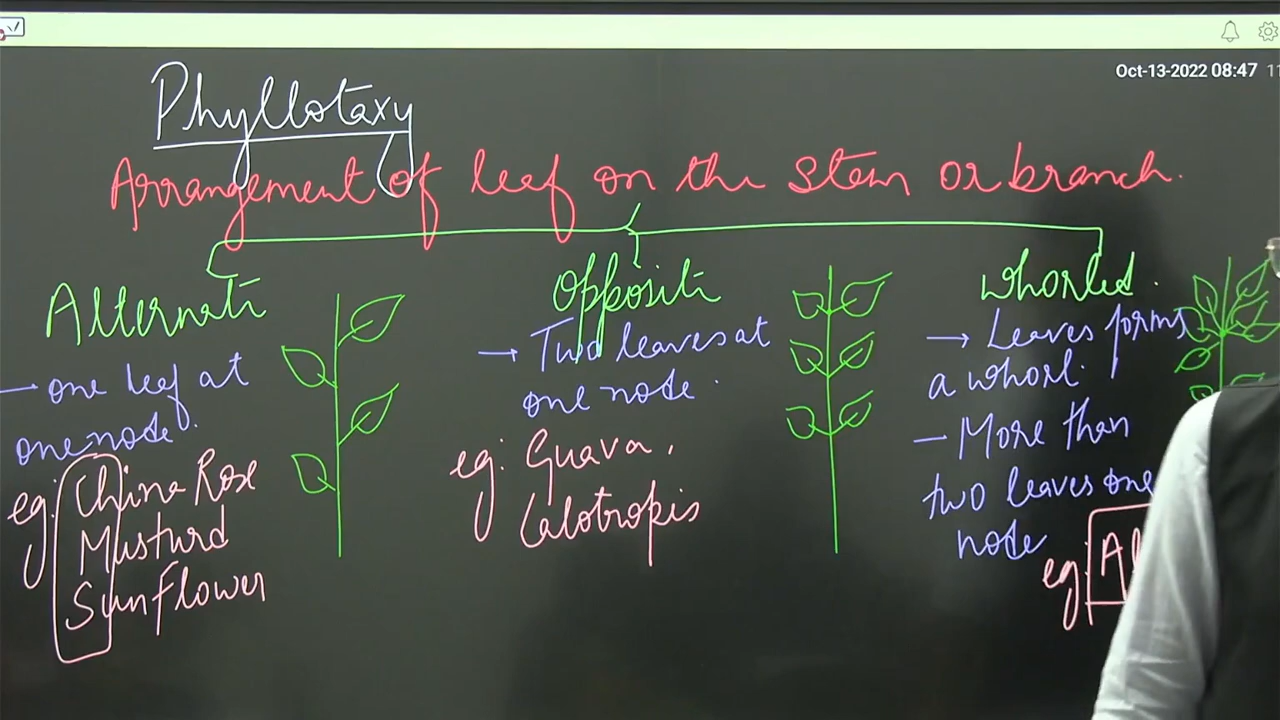 Oct-13-2022 08:47
Phyllotaxy
Arrangement of leaf on the stem or branch.
Alternate
→ one leaf at
one node.
eg: China Rose
Mustard
Sunflower
Opposite
→ Two leaves at
one node.
eg: Guava,
Calotropis
Whorled.
→ Leaves forms
a whorl.
- More than
two leaves one
node
eg: